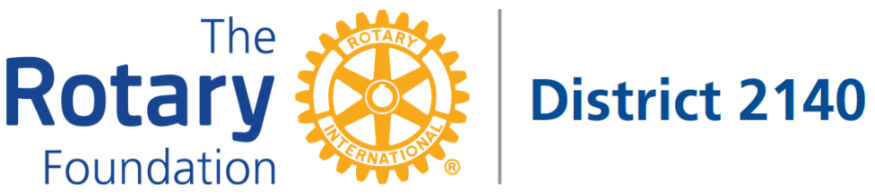 The
Rotary
Foundation
ROTARY
INTERNATIONAL
®
District 2140